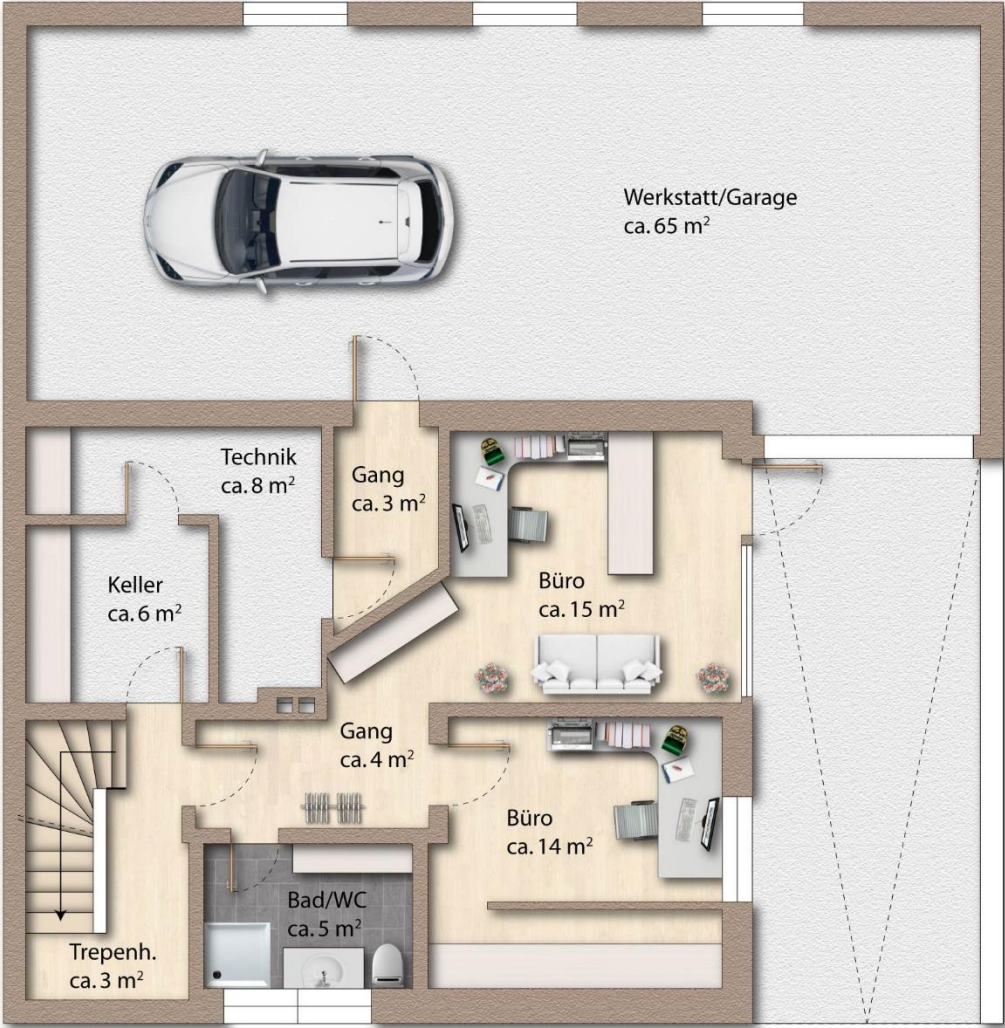 Werkstatt/Garage
ca. 65 m²
Technik
ca. 8 m²
Gang
ca. 3 m²
Keller
ca. 6 m²
Büro
ca. 15 m²
Gang
ca. 4 m²
Büro
ca. 14 m²
Bad/WC
ca. 5 m²
Trepenh.
ca. 3 m²